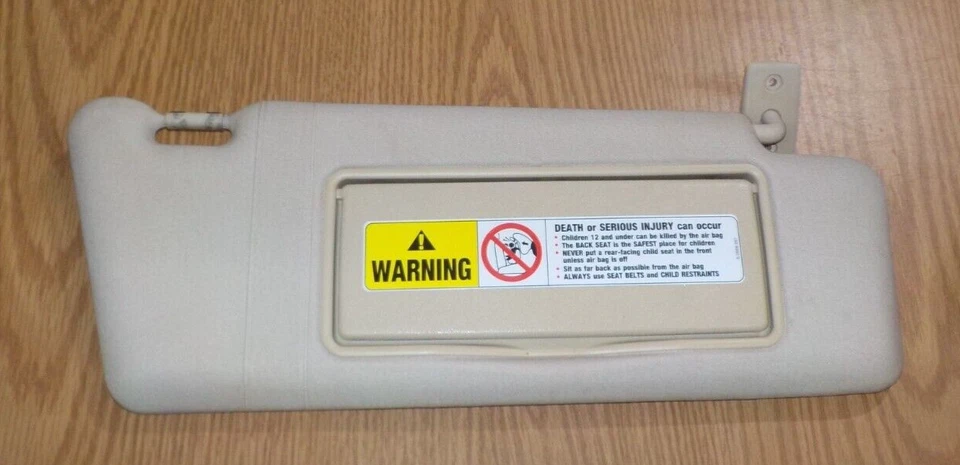 WARNING
DEATH or SERIOUS INJURY can occur
• Children 12 and under can be killed by the air bag
• The BACK SEAT is the SAFEST place for children
• NEVER put a rear-facing child seat in the front
unless air bag is off
• Sit as far back as possible from the air bag
• ALWAYS use SEAT BELTS and CHILD RESTRAINTS